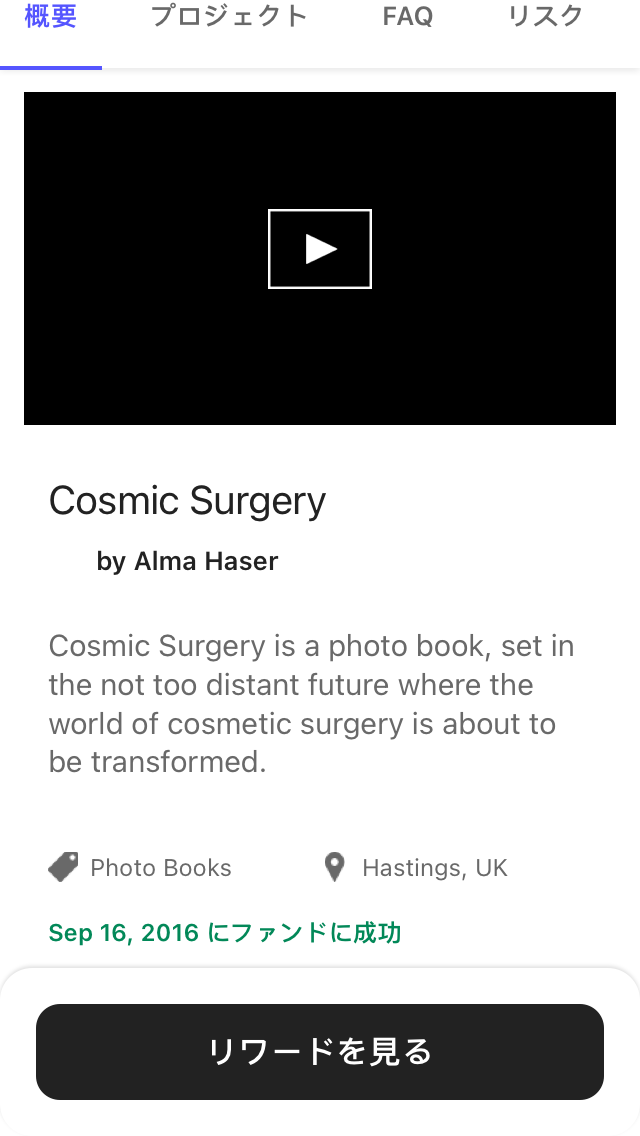 概要 プロジェクト FAQ リスク
Cosmic Surgery
by Alma Haser
Cosmic Surgery is a photo book, set in
the not too distant future where the
world of cosmetic surgery is about to
be transformed.
Photo Books Hastings, UK
Sep 16, 2016 にファンドに成功
リワードを見る